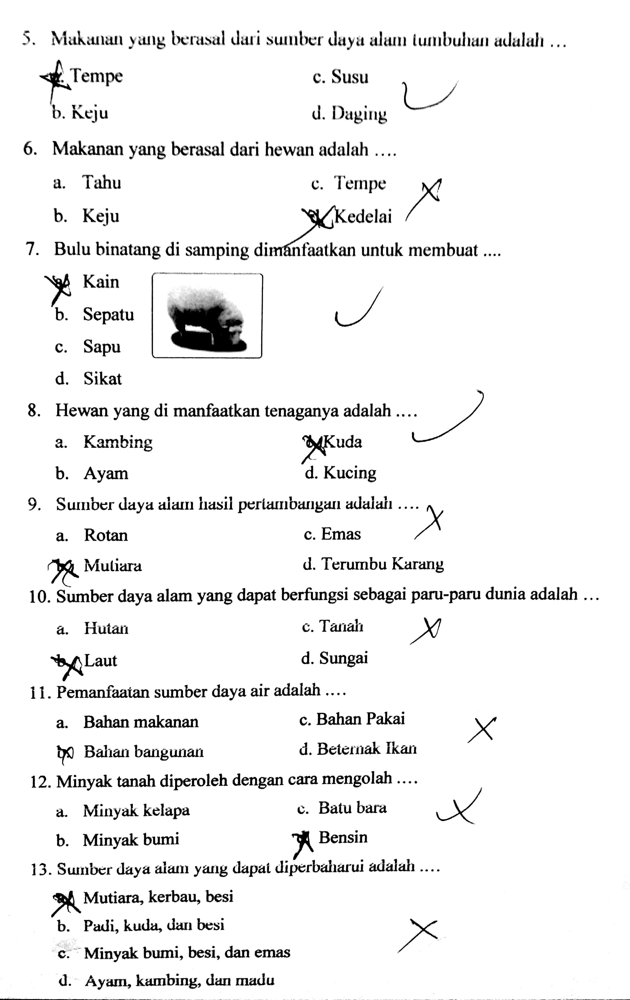 5. Makanan yang berasal dari sumber daya alam tumbuhan adalah ...
a. Tempe c. Susu
b. Keju d. Daging
6. Makanan yang berasal dari hewan adalah ....
a. Tahu c. Tempe
b. Keju d. Kedelai
7. Bulu binatang di samping dimanfaatkan untuk membuat ....
a. Kain
b. Sepatu
c. Sapu
d. Sikat
8. Hewan yang di manfaatkan tenaganya adalah ....
a. Kambing c. Kuda
b. Ayam d. Kucing
9. Sumber daya alam hasil pertambangan adalah ....
a. Rotan c. Emas
b. Mutiara d. Terumbu Karang
10. Sumber daya alam yang dapat berfungsi sebagai paru-paru dunia adalah ...
a. Hutan c. Tanah
b. Laut d. Sungai
11. Pemanfaatan sumber daya air adalah ....
a. Bahan makanan c. Bahan Pakai
b. Bahan bangunan d. Beternak Ikan
12. Minyak tanah diperoleh dengan cara mengolah ....
a. Minyak kelapa c. Batu bara
b. Minyak bumi d. Bensin
13. Sumber daya alam yang dapat diperbaharui adalah ....
a. Mutiara, kerbau, besi
b. Padi, kuda, dan besi
c. Minyak bumi, besi, dan emas
d. Ayam, kambing, dan madu